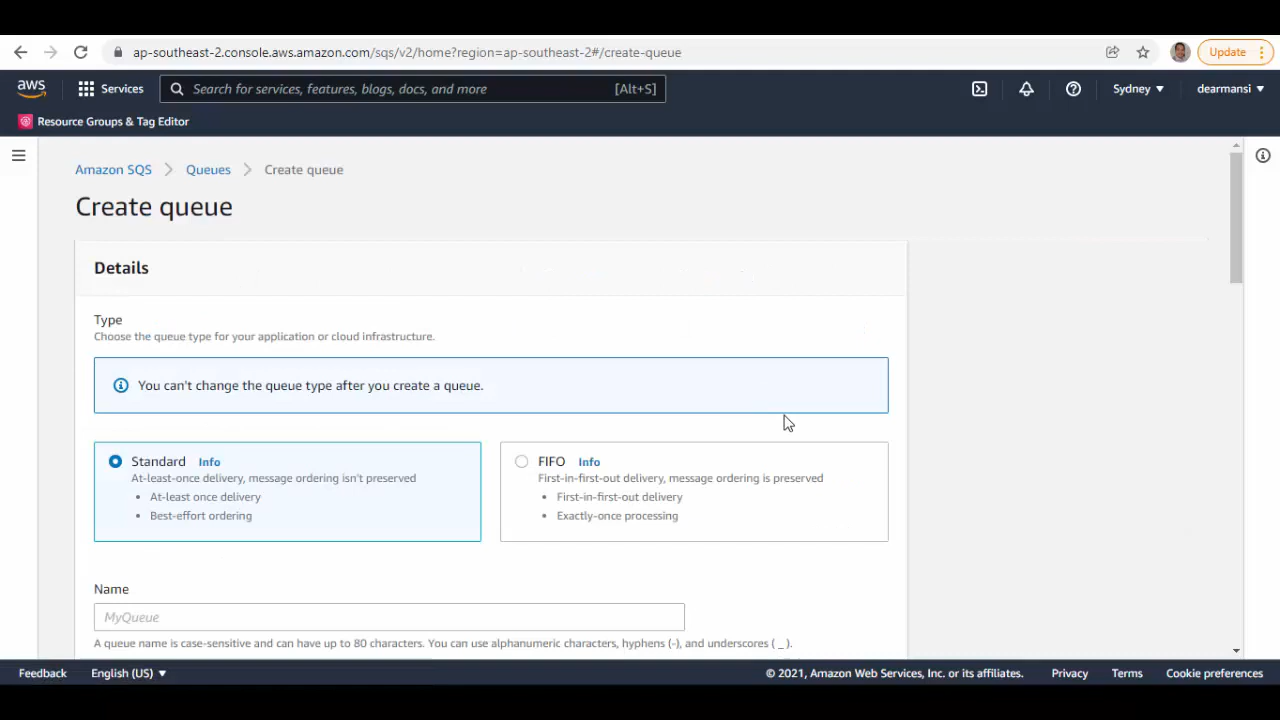 ap-southeast-2.console.aws.amazon.com/sqs/v2/home?region=ap-southeast-2#/create-queue
Update
aws
Services
Search for services, features, blogs, docs, and more
[Alt+S]
Sydney
dearmansi
Resource Groups & Tag Editor
Amazon SQS
Queues
Create queue
Create queue
Details
Type
Choose the queue type for your application or cloud infrastructure.
You can't change the queue type after you create a queue.
Standard Info
At-least-once delivery, message ordering isn't preserved
• At-least once delivery
• Best-effort ordering
FIFO Info
First-in-first-out delivery, message ordering is preserved
• First-in-first-out delivery
• Exactly-once processing
Name
MyQueue
A queue name is case-sensitive and can have up to 80 characters. You can use alphanumeric characters, hyphens (-), and underscores ( _ ).
Feedback
English (US)
© 2021, Amazon Web Services, Inc. or its affiliates.
Privacy
Terms
Cookie preferences